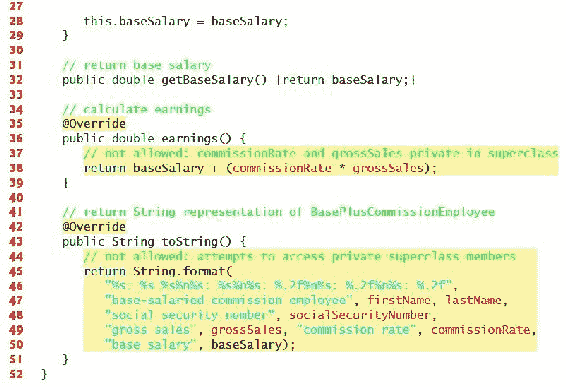 27
28 this.baseSalary = baseSalary;
29 }
30
31 // return base salary
32 public double getBaseSalary() {return baseSalary;}
33
34 // calculate earnings
35 @Override
36 public double earnings() {
37 // not allowed: commissionRate and grossSales private in superclass
38 return baseSalary + (commissionRate * grossSales);
39 }
40
41 // return String representation of BasePlusCommissionEmployee
42 @Override
43 public String toString() {
44 // not allowed: attempts to access private superclass members
45 return String.format(
46 "%s: %s %s%n%s: %s%n%s: %.2f%n%s: %.2f%n%s: %.2f",
47 "base-salaried commission employee", firstName, lastName,
48 "social security number", socialSecurityNumber,
49 "gross sales", grossSales, "commission rate", commissionRate,
50 "base salary", baseSalary);
51 }
52 }